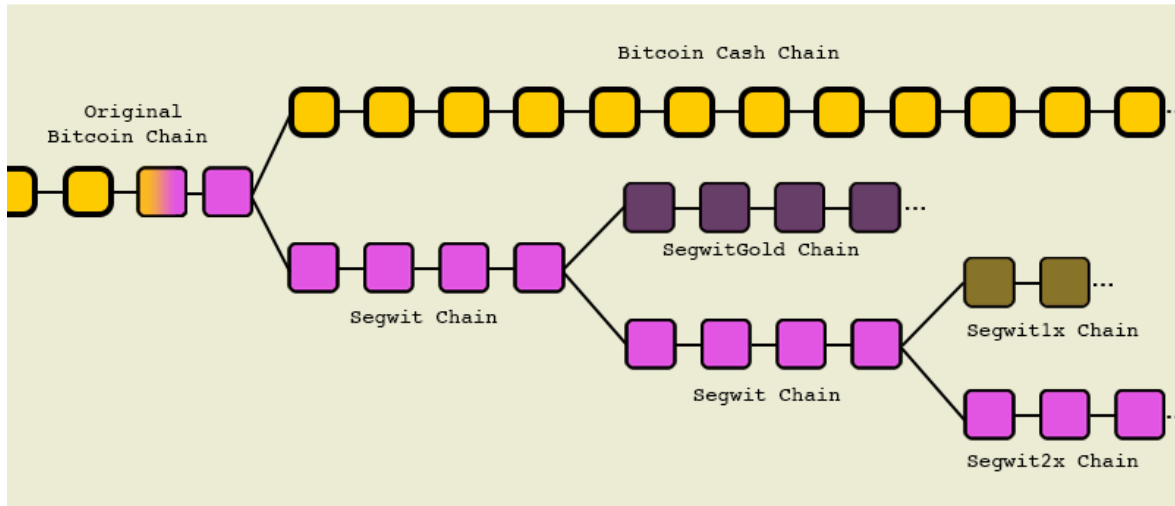 Bitcoin Cash Chain
Original
Bitcoin Chain
SegwitGold Chain
Segwit Chain
Segwit1x Chain
Segwit Chain
Segwit2x Chain